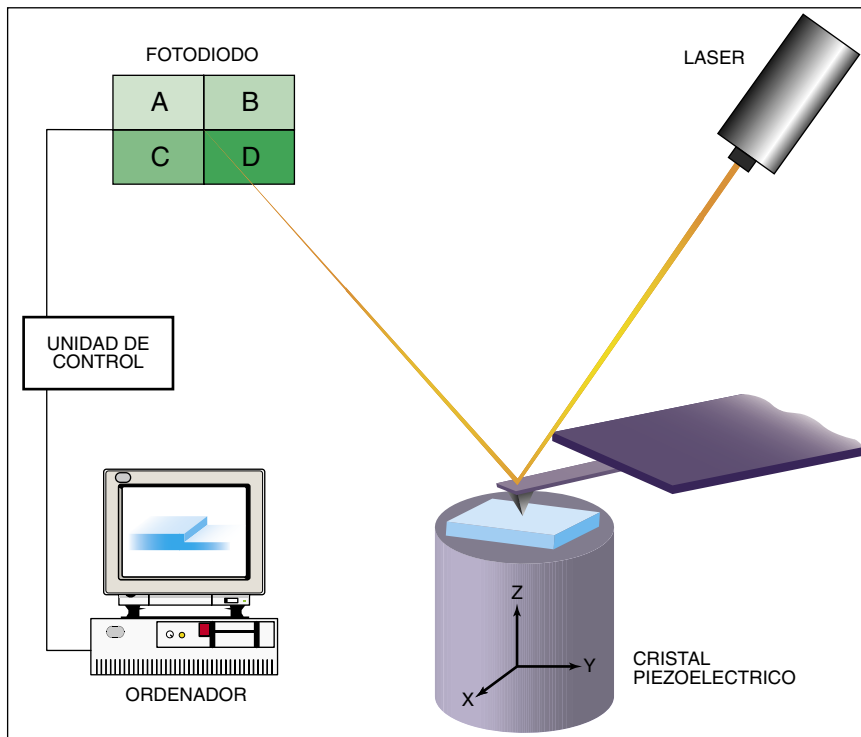 FOTODIODO
LASER
A
B
C
D
UNIDAD DE
CONTROL
Z
Y
X
CRISTAL
PIEZOELECTRICO
ORDENADOR